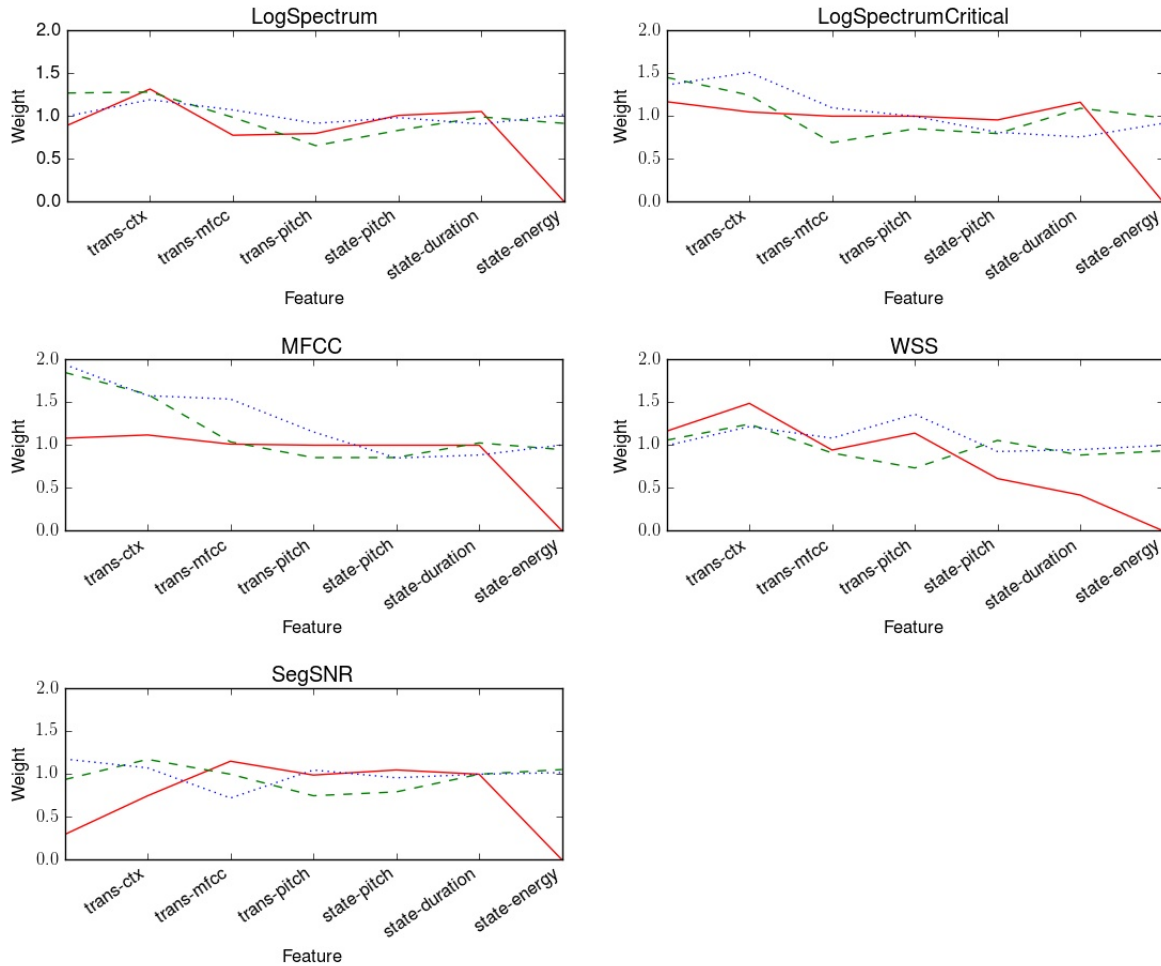 LogSpectrum
2.0
1.5
1.0
0.5
0.0
Weight
trans-ctx
trans-mfcc
trans-pitch
state-pitch
state-duration
state-energy
Feature
LogSpectrumCritical
2.0
1.5
1.0
0.5
0.0
Weight
trans-ctx
trans-mfcc
trans-pitch
state-pitch
state-duration
state-energy
Feature
MFCC
2.0
1.5
1.0
0.5
0.0
Weight
trans-ctx
trans-mfcc
trans-pitch
state-pitch
state-duration
state-energy
Feature
WSS
2.0
1.5
1.0
0.5
0.0
Weight
trans-ctx
trans-mfcc
trans-pitch
state-pitch
state-duration
state-energy
Feature
SegSNR
2.0
1.5
1.0
0.5
0.0
Weight
trans-ctx
trans-mfcc
trans-pitch
state-pitch
state-duration
state-energy
Feature